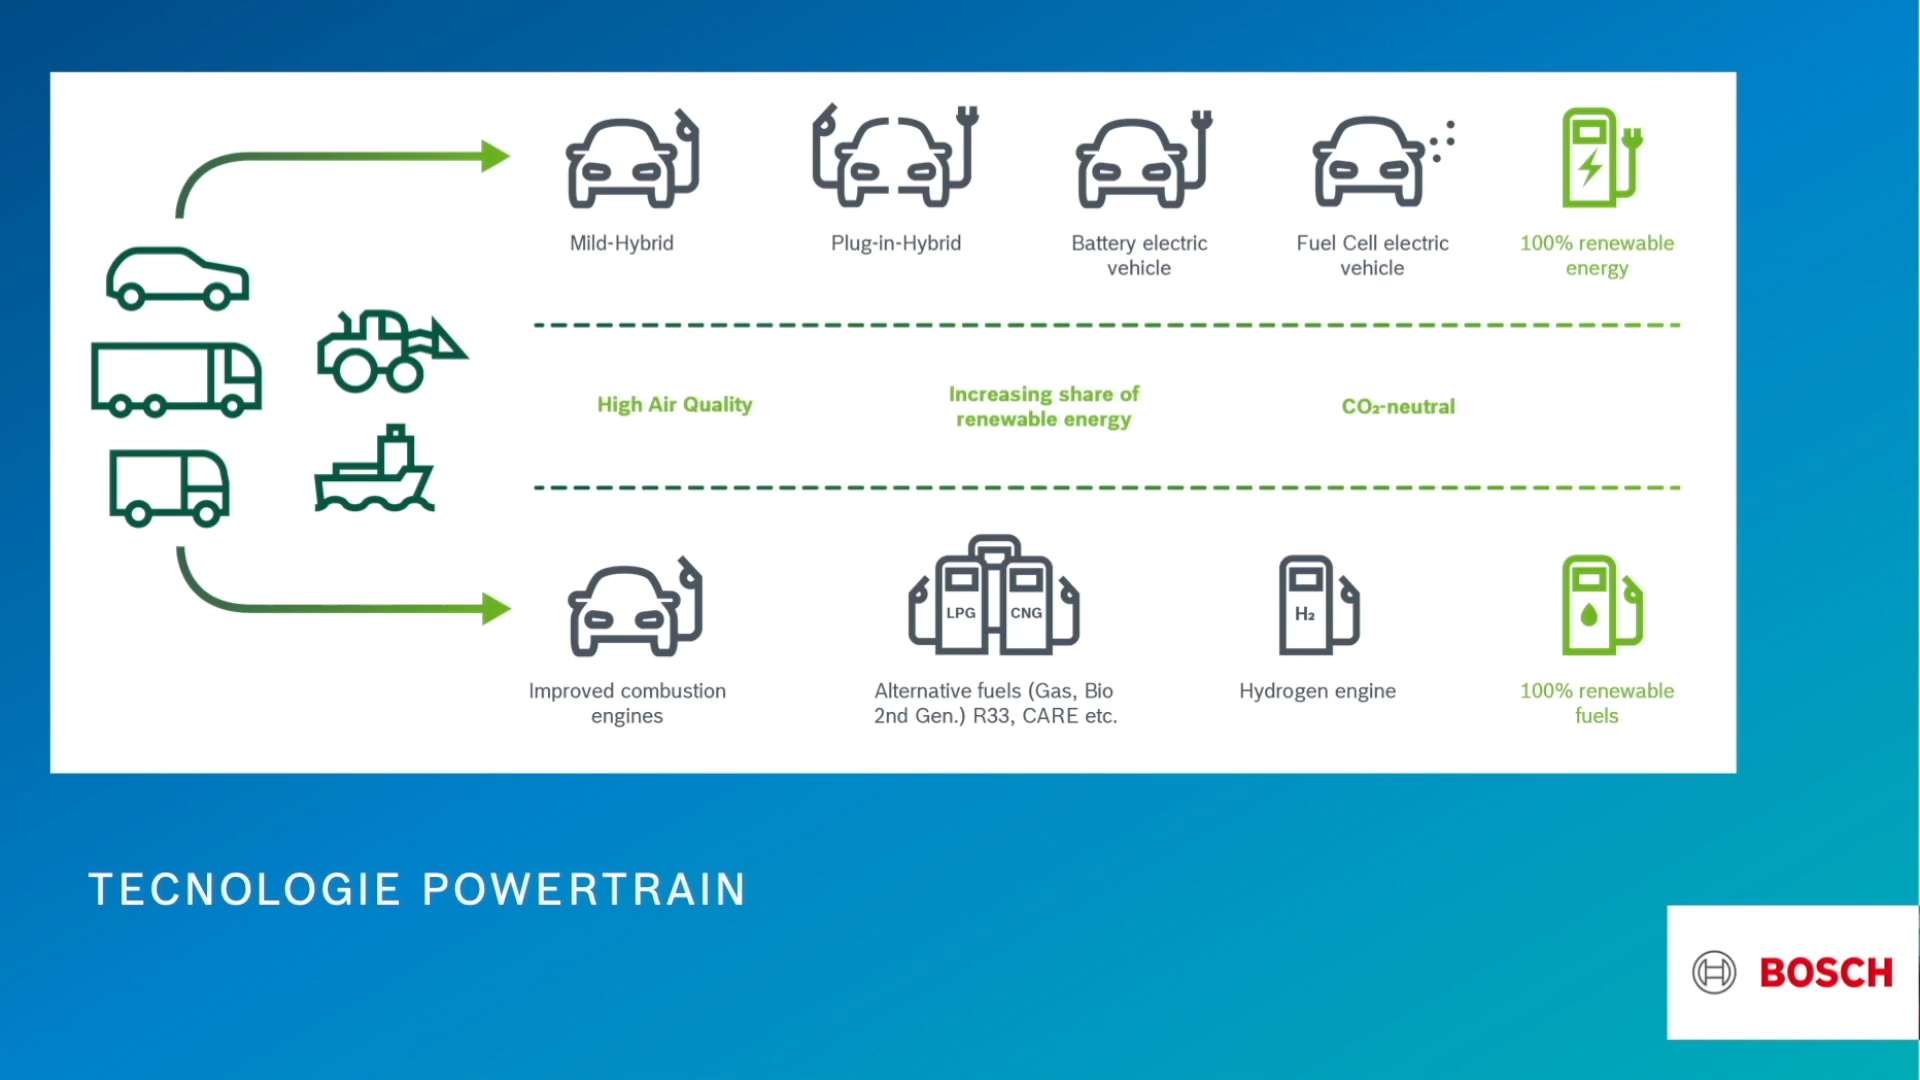 Mild-Hybrid
Plug-in-Hybrid
Battery electric
vehicle
Fuel Cell electric
vehicle
100% renewable
energy
High Air Quality
Increasing share of
renewable energy
CO₂-neutral
LPG
CNG
H₂
Improved combustion
engines
Alternative fuels (Gas, Bio
2nd Gen.) R33, CARE etc.
Hydrogen engine
100% renewable
fuels
TECNOLOGIE POWERTRAIN
BOSCH